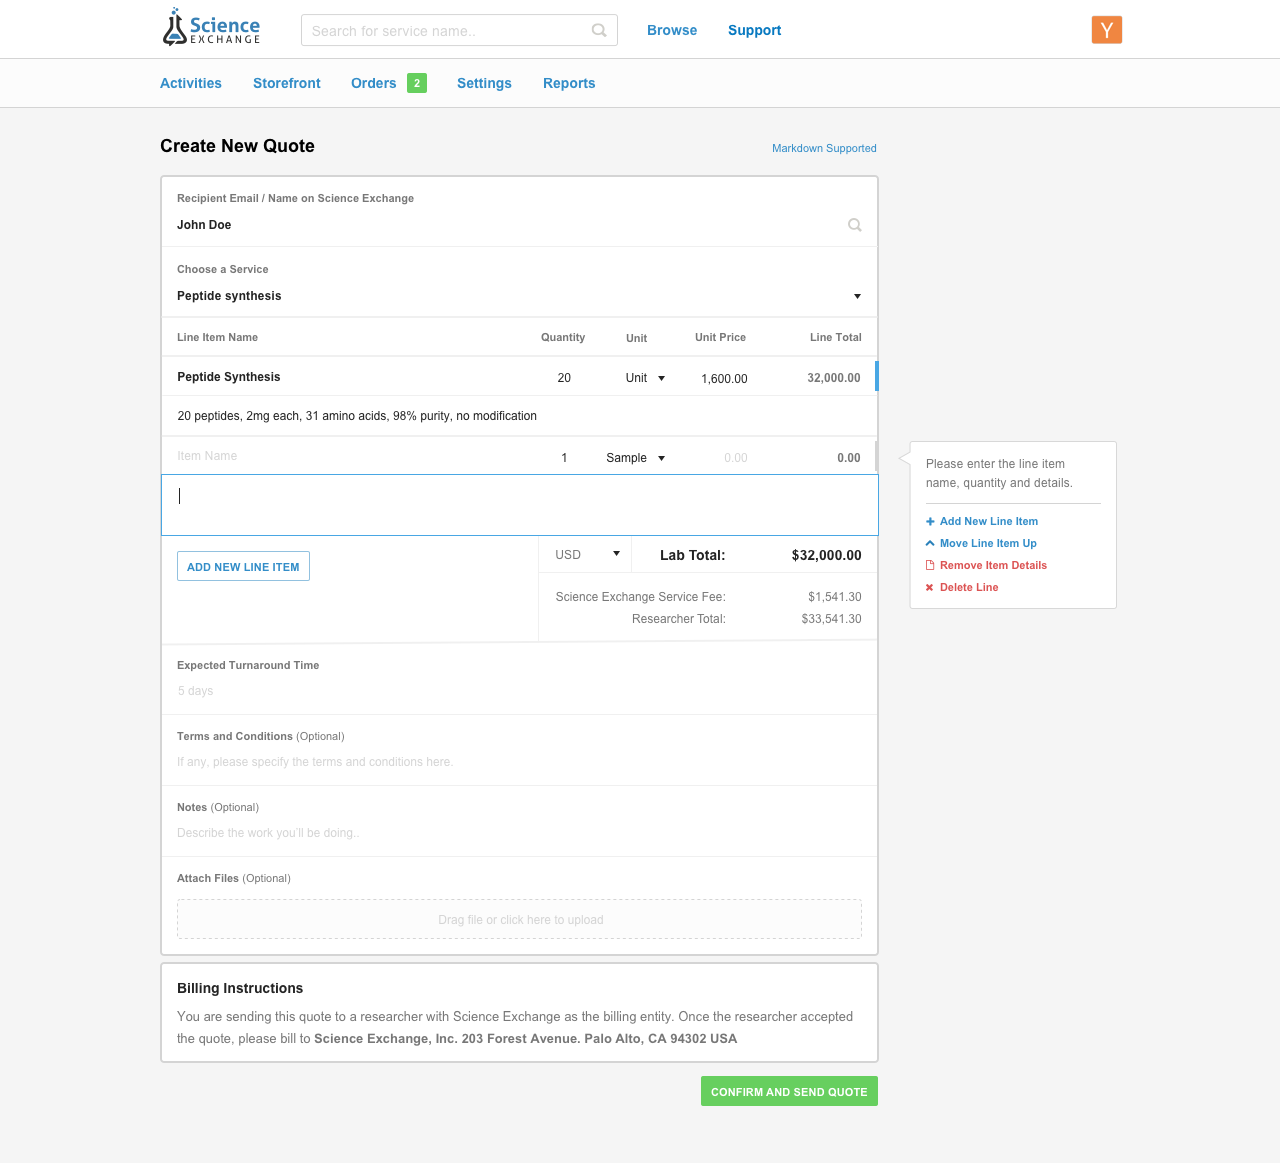 Science
EXCHANGE
Search for service name..
Browse
Support
Y
Activities
Storefront
Orders
2
Settings
Reports
Create New Quote
Markdown Supported
Recipient Email / Name on Science Exchange
John Doe
Choose a Service
Peptide synthesis
Line Item Name Quantity Unit Unit Price Line Total
Peptide Synthesis 20 Unit 1,600.00 32,000.00
20 peptides, 2mg each, 31 amino acids, 98% purity, no modification
Item Name 1 Sample 0.00 0.00
Please enter the line item
name, quantity and details.
Add New Line Item
Move Line Item Up
Remove Item Details
Delete Line
ADD NEW LINE ITEM
USD
Lab Total: $32,000.00
Science Exchange Service Fee: $1,541.30
Researcher Total: $33,541.30
Expected Turnaround Time
5 days
Terms and Conditions (Optional)
If any, please specify the terms and conditions here.
Notes (Optional)
Describe the work you'll be doing..
Attach Files (Optional)
Drag file or click here to upload
Billing Instructions
You are sending this quote to a researcher with Science Exchange as the billing entity. Once the researcher accepted
the quote, please bill to Science Exchange, Inc. 203 Forest Avenue. Palo Alto, CA 94302 USA
CONFIRM AND SEND QUOTE